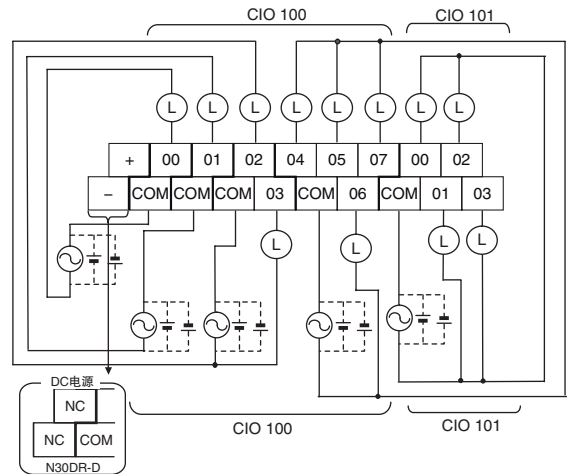 CIO 100 CIO 101
L L L L L L L L
+ 00 01 02 04 05 07 00 02
− COM COM COM 03 COM 06 COM 01 03
L L L L
DC电源
NC
NC COM
N30DR-D
CIO 100 CIO 101